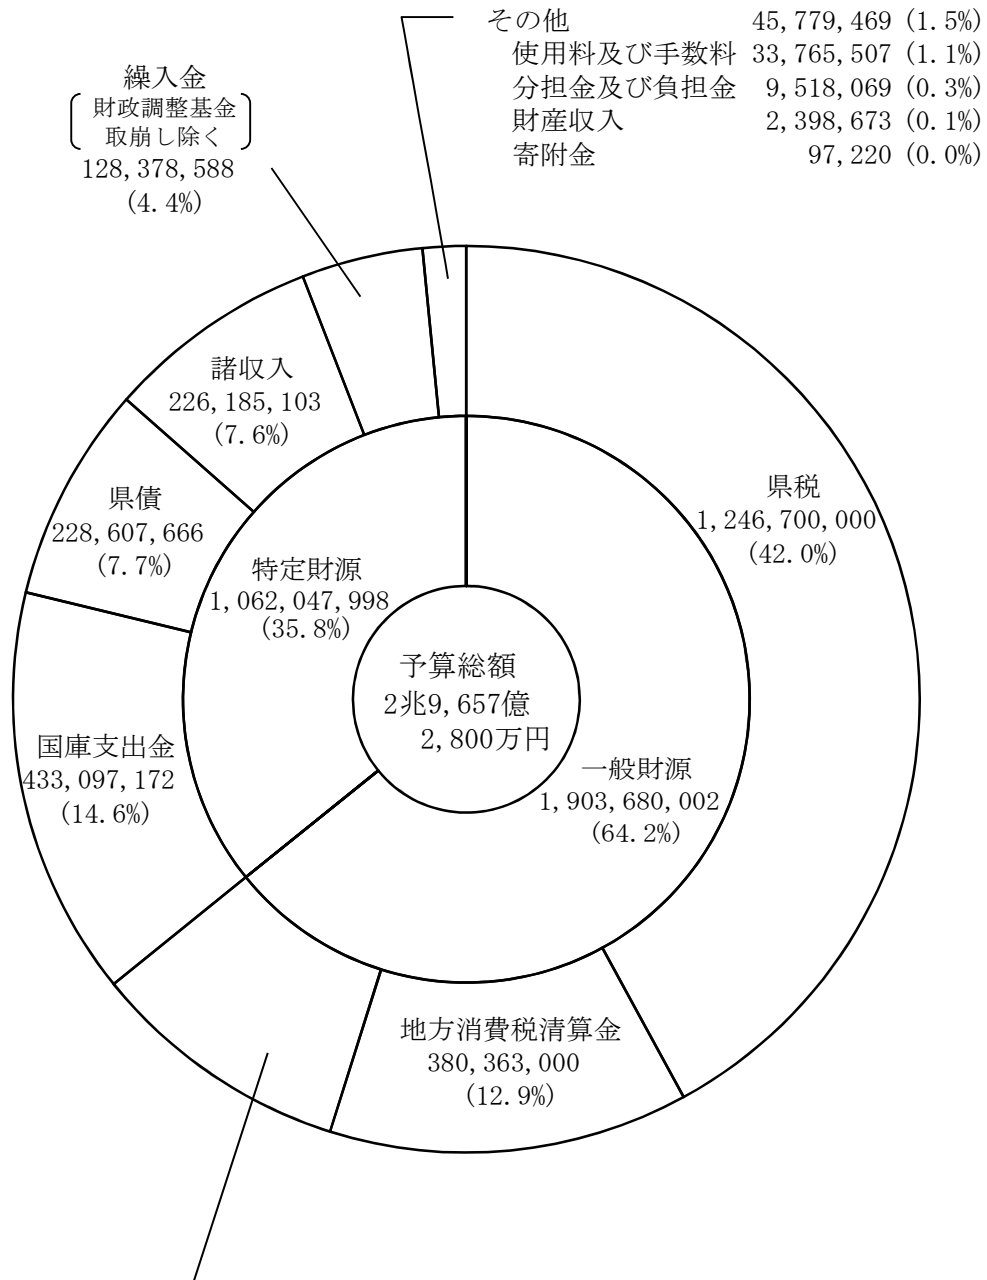 その他 45,779,469 (1.5%)
使用料及び手数料 33,765,507 (1.1%)
分担金及び負担金 9,518,069 (0.3%)
財産収入 2,398,673 (0.1%)
寄附金 97,220 (0.0%)
繰入金
財政調整基金
取崩し除く
128,378,588
(4.4%)
諸収入
226,185,103
(7.6%)
県債
228,607,666
(7.7%)
県税
1,246,700,000
(42.0%)
特定財源
1,062,047,998
(35.8%)
予算総額
2兆9,657億
2,800万円
国庫支出金
433,097,172
(14.6%)
一般財源
1,903,680,002
(64.2%)
地方消費税清算金
380,363,000
(12.9%)